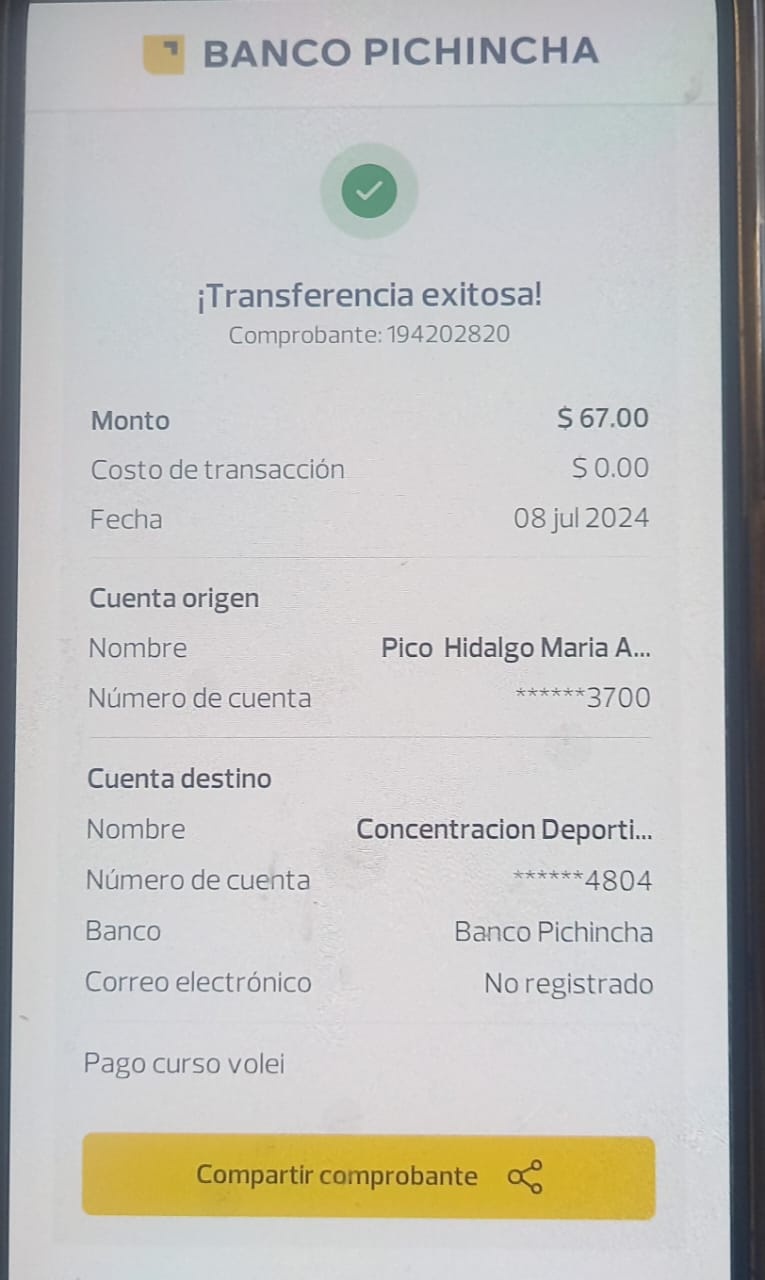 BANCO PICHINCHA
¡Transferencia exitosa!
Comprobante: 194202820
Monto $ 67.00
Costo de transacción $ 0.00
Fecha 08 jul 2024
Cuenta origen
Nombre Pico Hidalgo Maria A...
Número de cuenta ******3700
Cuenta destino
Nombre Concentracion Deporti...
Número de cuenta ******4804
Banco Banco Pichincha
Correo electrónico No registrado
Pago curso volei
Compartir comprobante